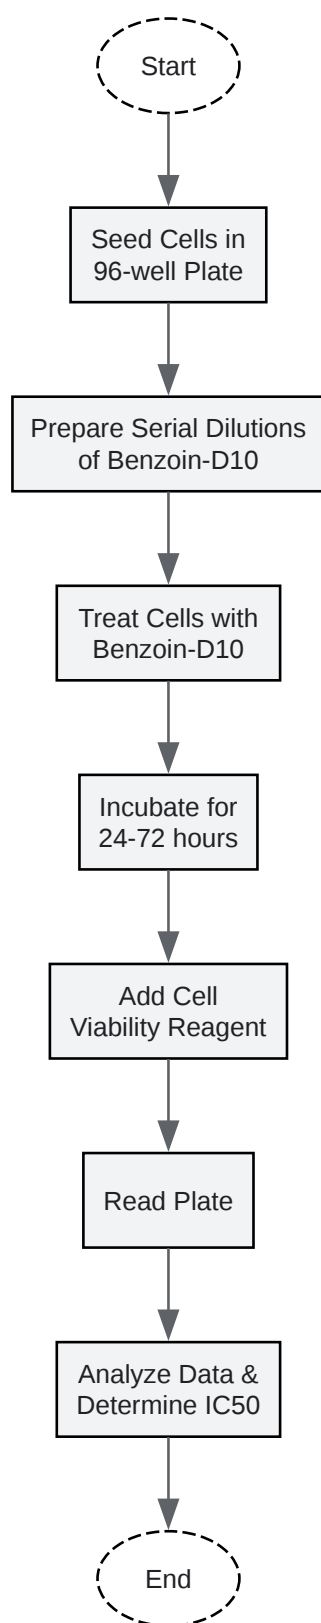 Start
Seed Cells in
96-well Plate
Prepare Serial Dilutions
of Benzoin-D10
Treat Cells with
Benzoin-D10
Incubate for
24-72 hours
Add Cell
Viability Reagent
Read Plate
Analyze Data &
Determine IC50
End